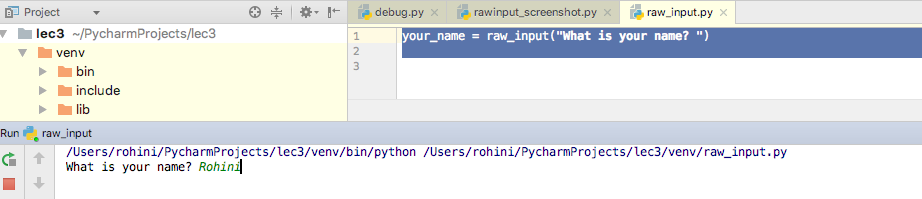 Project
debug.py rawinput_screenshot.py raw_input.py
lec3 ~/PycharmProjects/lec3
venv
bin
include
lib
1 your_name = raw_input("What is your name? ")
2
3
Run raw_input
/Users/rohini/PycharmProjects/lec3/venv/bin/python /Users/rohini/PycharmProjects/lec3/venv/raw_input.py
What is your name? Rohini